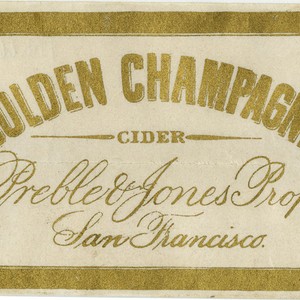 OLDEN CHAMPAGN
CIDER
Preble & Jones Prop
San Francisco.